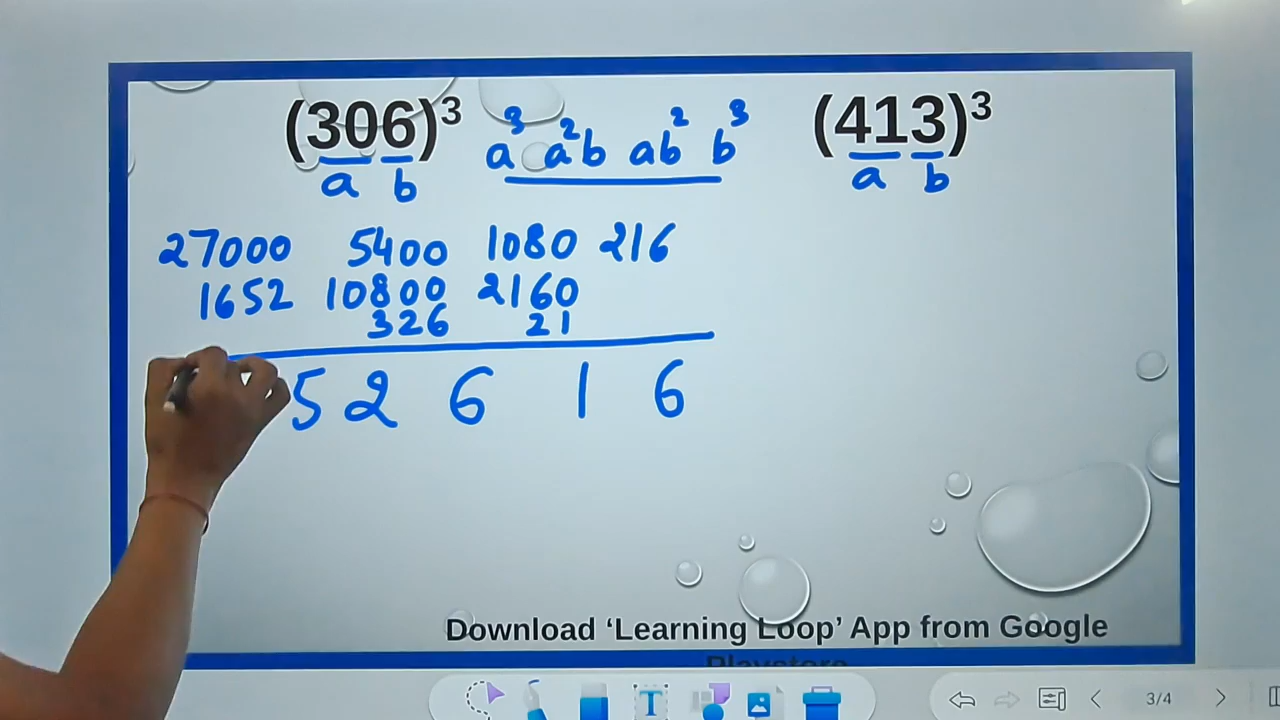 (306)³ a³ a²b ab² b³ (413)³
a b a b
27000 5400 1080 216
1652 10800 2160
326 21
5 2 6 1 6
Download ‘Learning Loop’ App from Google
Playstore
T 3/4